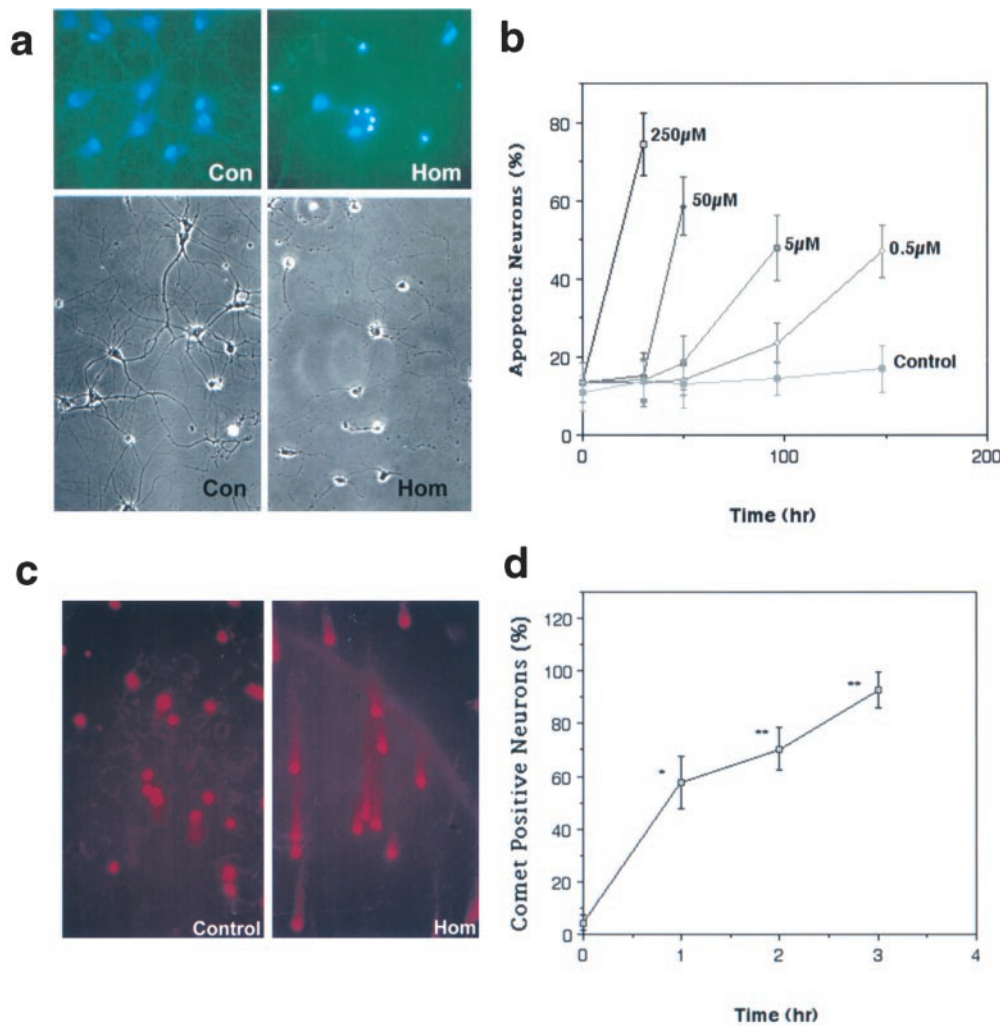 a
Con
Hom
Con
Hom
b
Apoptotic Neurons (%)
80
60
40
20
0
250µM
50µM
5µM
0.5µM
Control
0
100
200
Time (hr)
c
Control
Hom
d
Comet Positive Neurons (%)
120
100
80
60
40
20
0
*
**
**
0
1
2
3
4
Time (hr)